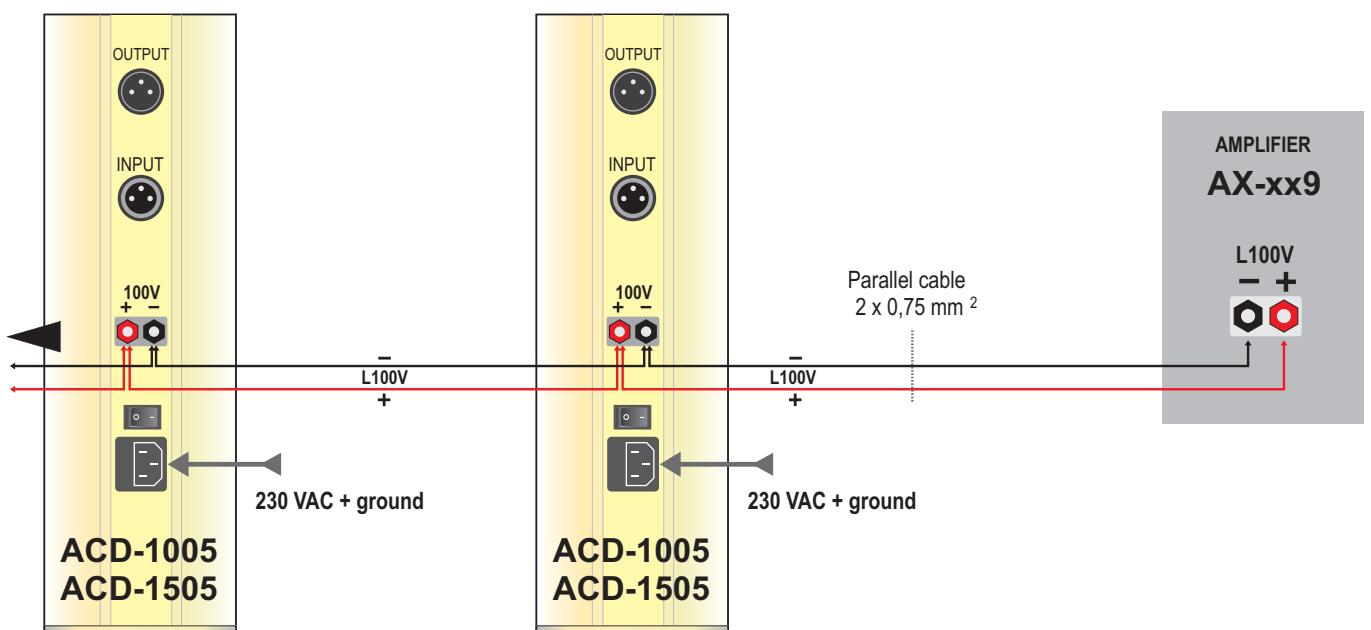 OUTPUT
INPUT
100V
+ −
230 VAC + ground
ACD-1005
ACD-1505
−
L100V
+
OUTPUT
INPUT
100V
+ −
230 VAC + ground
ACD-1005
ACD-1505
−
L100V
+
Parallel cable
2 x 0,75 mm ²
AMPLIFIER
AX-xx9
L100V
− +